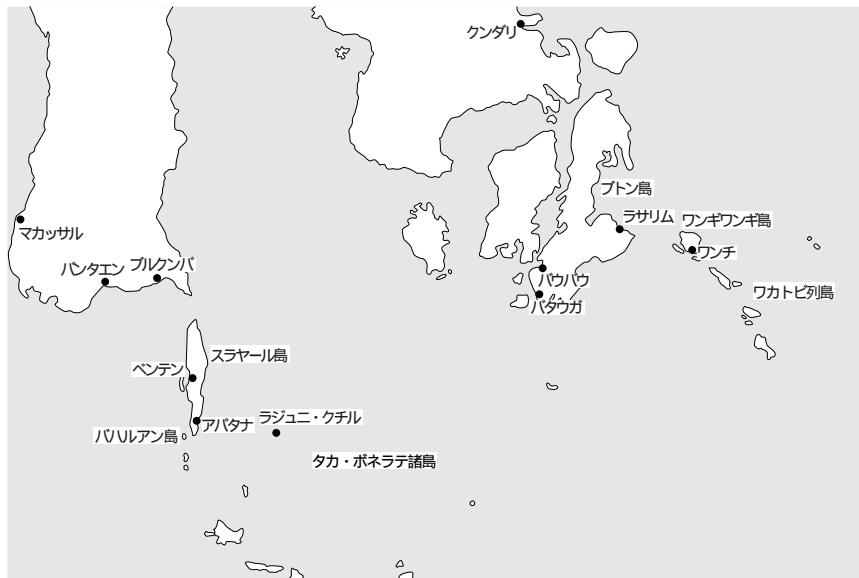 クンダリ
ブトン島
ラサリム
ワンギワンギ島
マカッサル
ワンチ
バンタエン
ブルクンバ
バウバウ
ワカトビ列島
バタウガ
スラヤール島
ベンテン
アパタナ
ラジュニ・クチル
バハルアン島
タカ・ボネラテ諸島